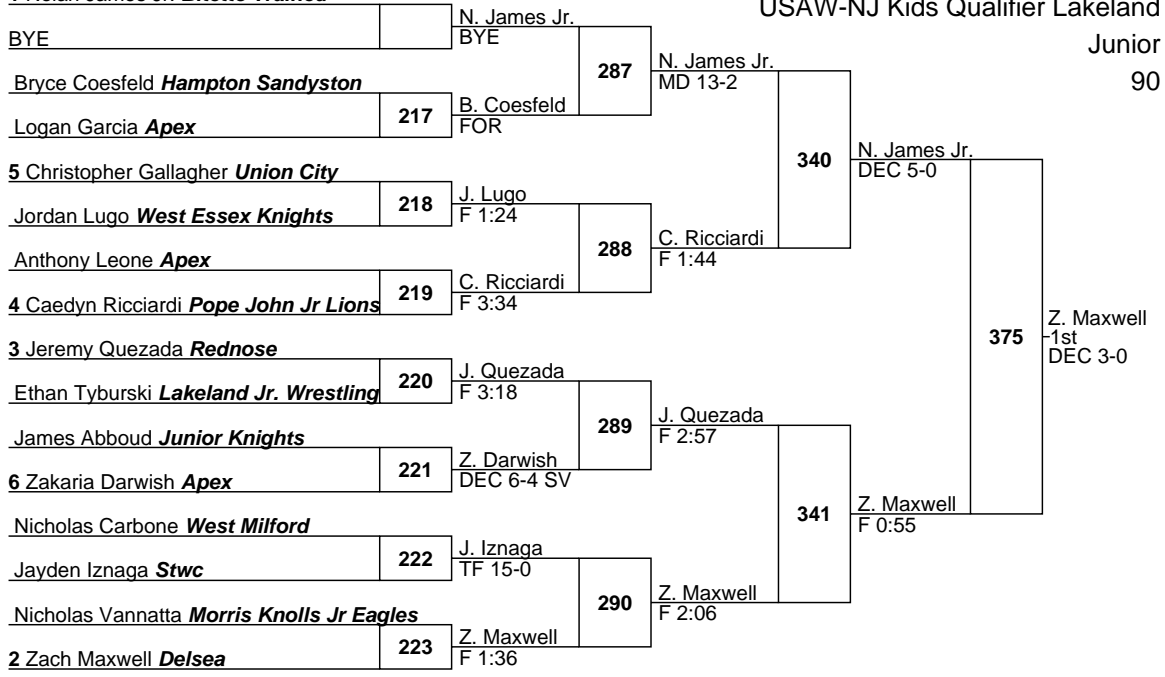 USAW-NJ Kids Qualifier Lakeland
Junior
90
BYE
Bryce Coesfeld Hampton Sandyston
Logan Garcia Apex
5 Christopher Gallagher Union City
Jordan Lugo West Essex Knights
Anthony Leone Apex
4 Caedyn Ricciardi Pope John Jr Lions
3 Jeremy Quezada Rednose
Ethan Tyburski Lakeland Jr. Wrestling
James Abboud Junior Knights
6 Zakaria Darwish Apex
Nicholas Carbone West Milford
Jayden Iznaga Stwc
Nicholas Vannatta Morris Knolls Jr Eagles
2 Zach Maxwell Delsea
217
218
219
220
221
222
223
N. James Jr.
BYE
B. Coesfeld
FOR
J. Lugo
F 1:24
C. Ricciardi
F 3:34
J. Quezada
F 3:18
Z. Darwish
DEC 6-4 SV
J. Iznaga
TF 15-0
Z. Maxwell
F 1:36
287
288
289
290
N. James Jr.
MD 13-2
C. Ricciardi
F 1:44
J. Quezada
F 2:57
Z. Maxwell
F 2:06
340
341
N. James Jr.
DEC 5-0
Z. Maxwell
F 0:55
375
Z. Maxwell
1st
DEC 3-0